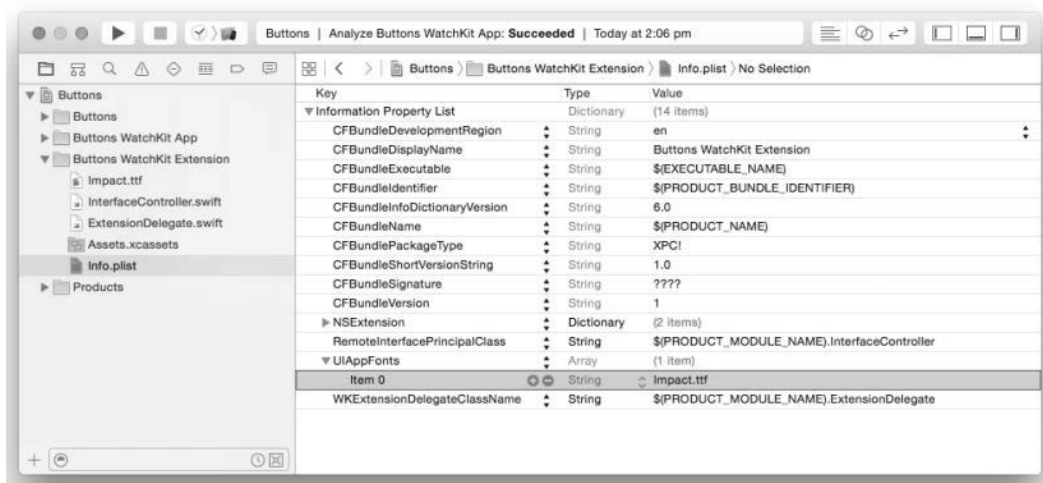 Buttons | Analyze Buttons WatchKit App: Succeeded | Today at 2:06 pm
Buttons
Buttons
Buttons WatchKit App
Buttons WatchKit Extension
Impact.ttf
InterfaceController.swift
ExtensionDelegate.swift
Assets.xcassets
Info.plist
Products
Buttons Buttons WatchKit Extension Info.plist No Selection
Key Type Value
Information Property List Dictionary (14 items)
CFBundleDevelopmentRegion String en
CFBundleDisplayName String Buttons WatchKit Extension
CFBundleExecutable String $(EXECUTABLE_NAME)
CFBundleIdentifier String $(PRODUCT_BUNDLE_IDENTIFIER)
CFBundleInfoDictionaryVersion String 6.0
CFBundleName String $(PRODUCT_NAME)
CFBundlePackageType String XPC!
CFBundleShortVersionString String 1.0
CFBundleSignature String ????
CFBundleVersion String 1
NSExtension Dictionary (2 items)
RemoteInterfacePrincipalClass String $(PRODUCT_MODULE_NAME).InterfaceController
UIAppFonts Array (1 item)
Item 0 String Impact.ttf
WKExtensionDelegateClassName String $(PRODUCT_MODULE_NAME).ExtensionDelegate